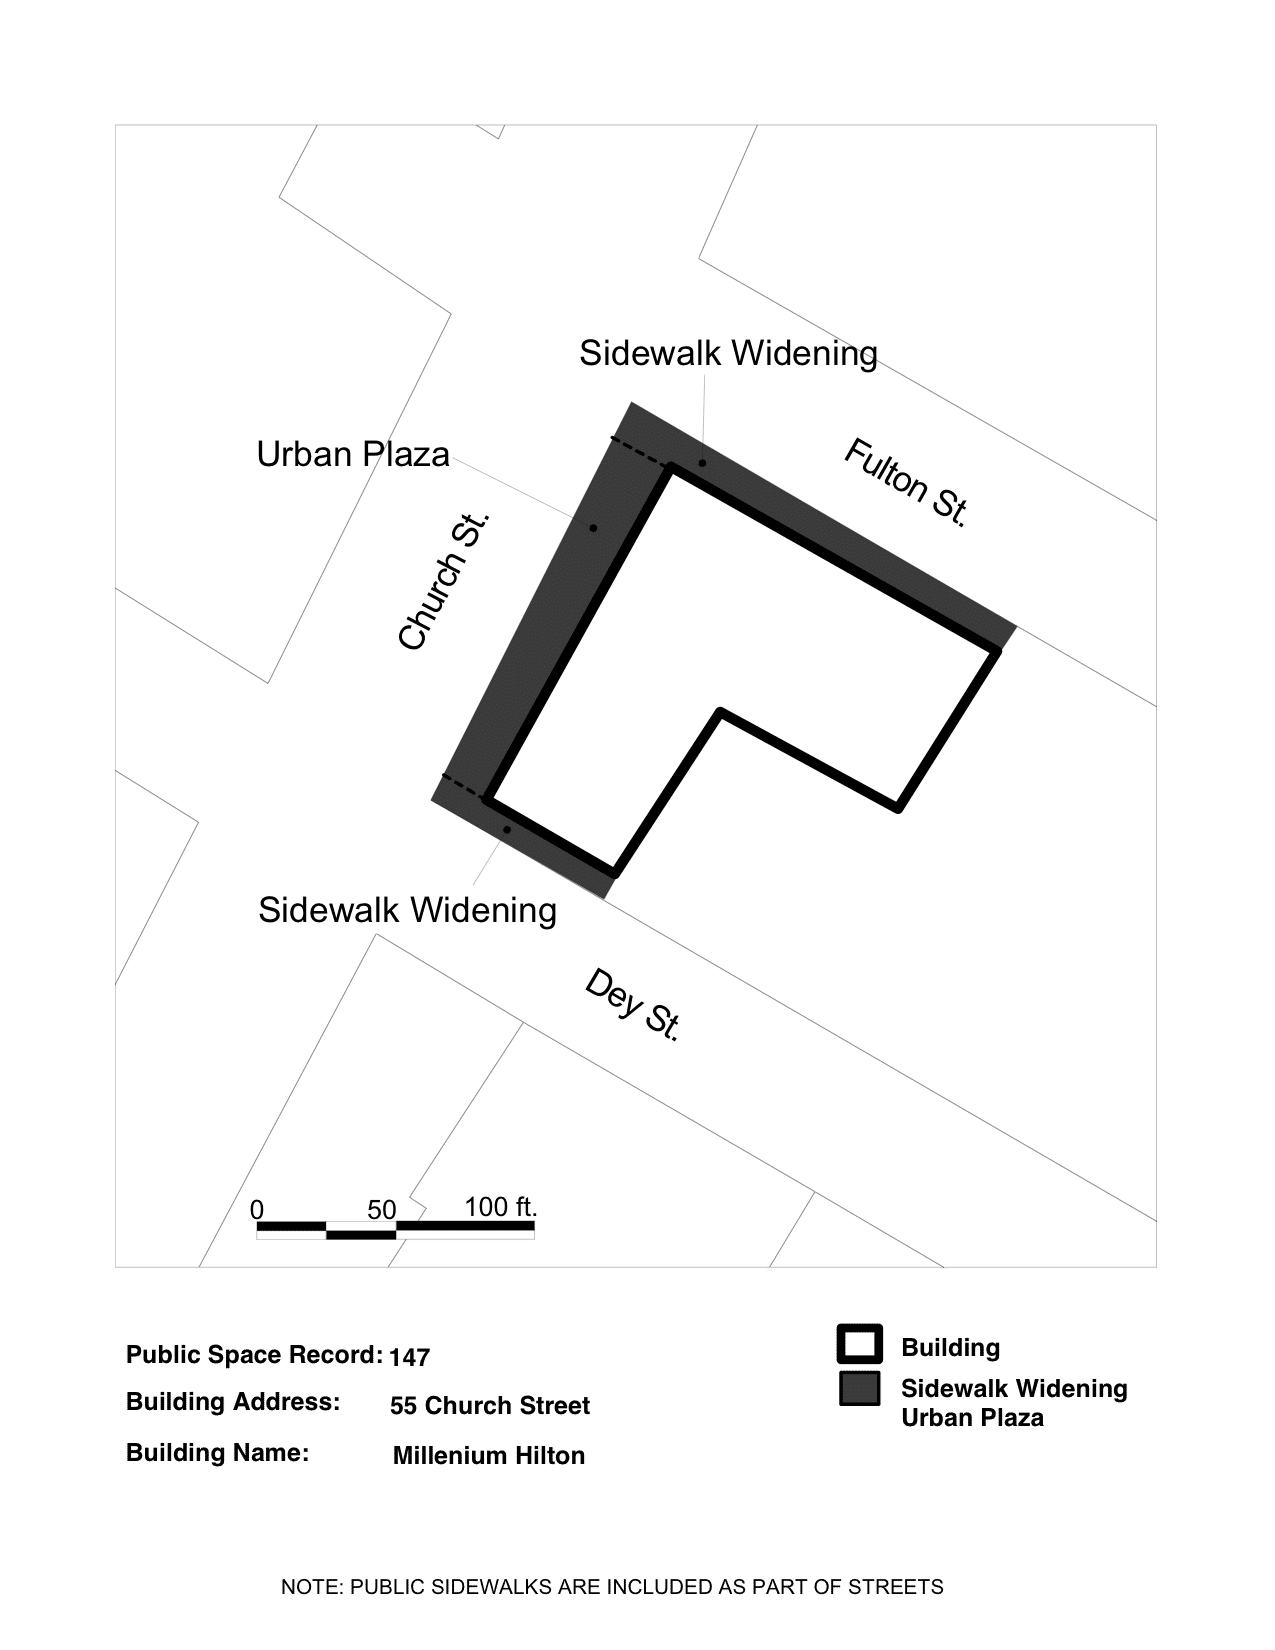 Sidewalk Widening
Urban Plaza
Fulton St.
Church St.
Sidewalk Widening
Dey St.
0 50 100 ft.
Public Space Record: 147
Building Address: 55 Church Street
Building Name: Millenium Hilton
Building
Sidewalk Widening
Urban Plaza
NOTE: PUBLIC SIDEWALKS ARE INCLUDED AS PART OF STREETS